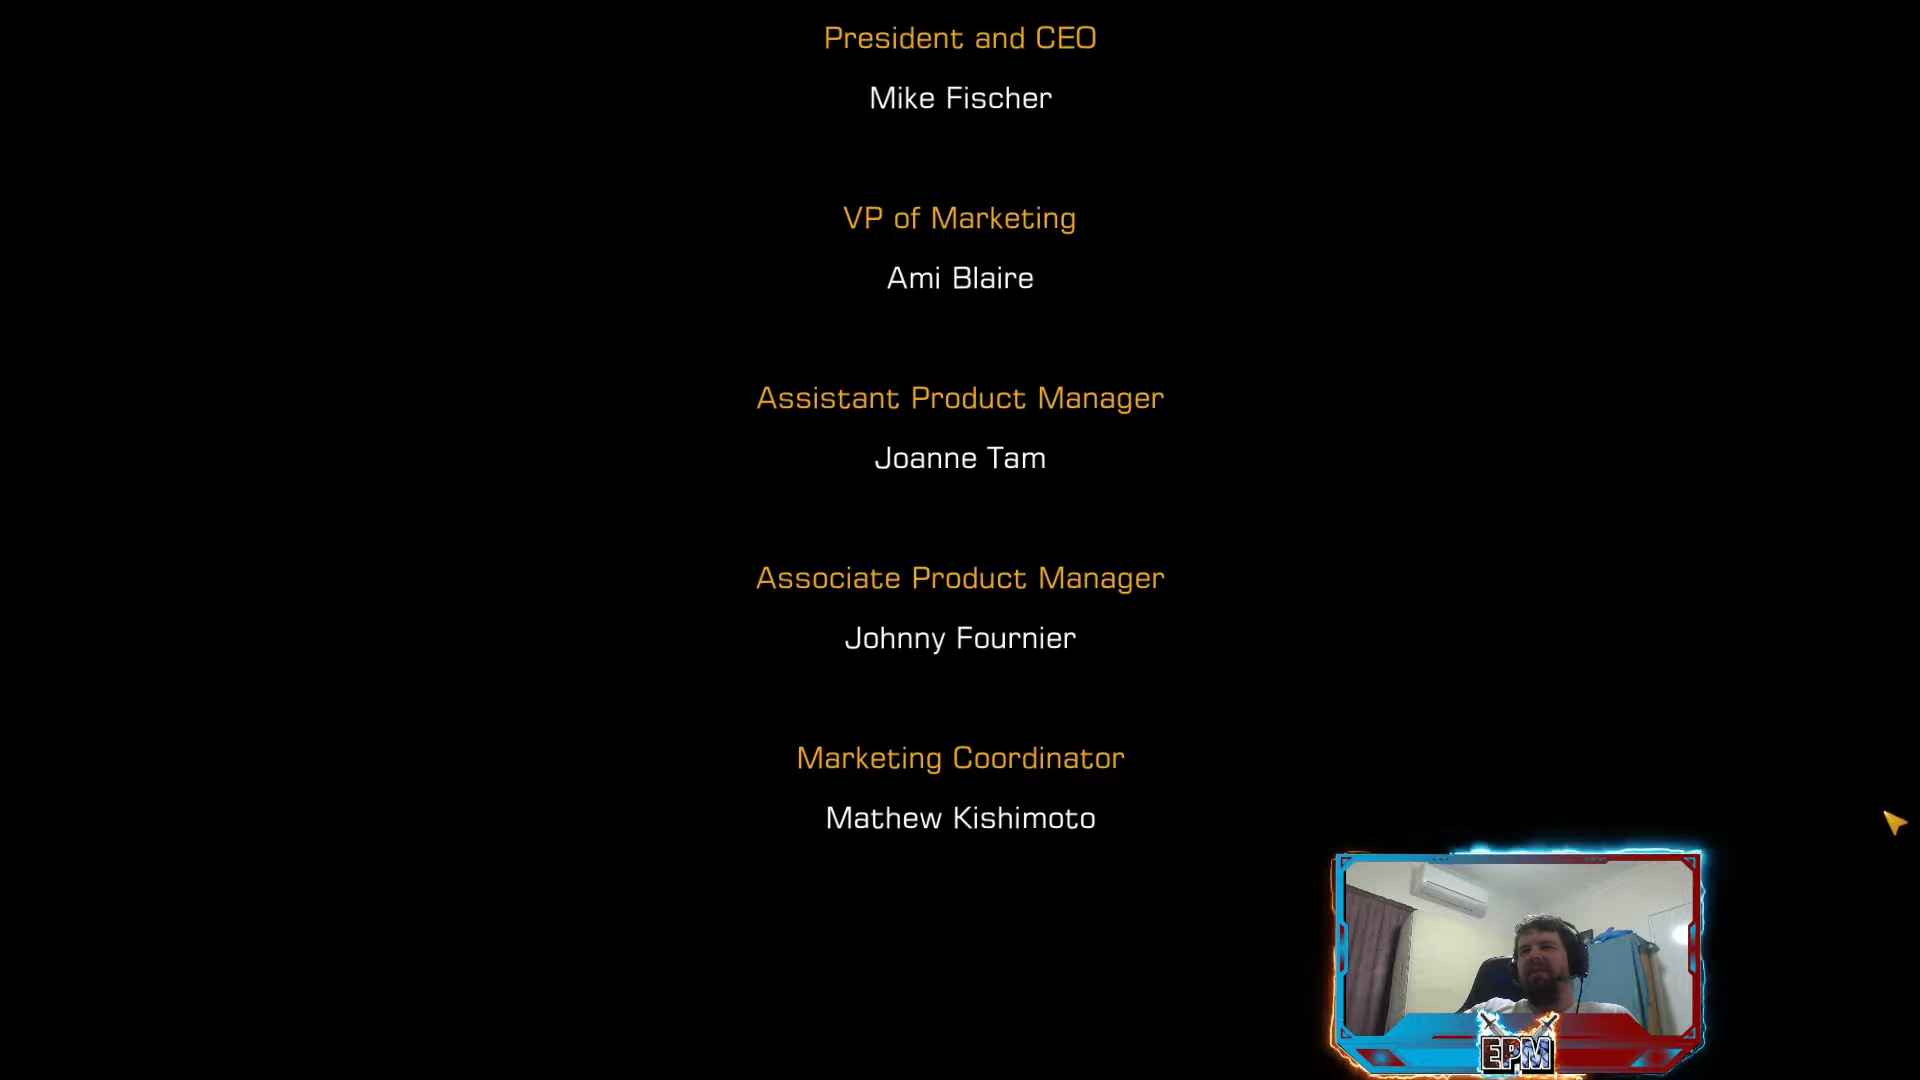 President and CEO
Mike Fischer
VP of Marketing
Ami Blaire
Assistant Product Manager
Joanne Tam
Associate Product Manager
Johnny Fournier
Marketing Coordinator
Mathew Kishimoto
EPM